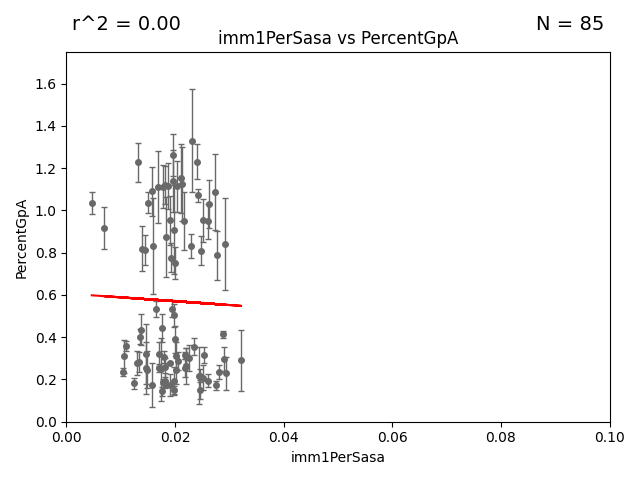 r^2 = 0.00
N = 85
imm1PerSasa vs PercentGpA
1.6
1.4
1.2
1.0
0.8
0.6
0.4
0.2
0.0
PercentGpA
0.00 0.02 0.04 0.06 0.08 0.10
imm1PerSasa